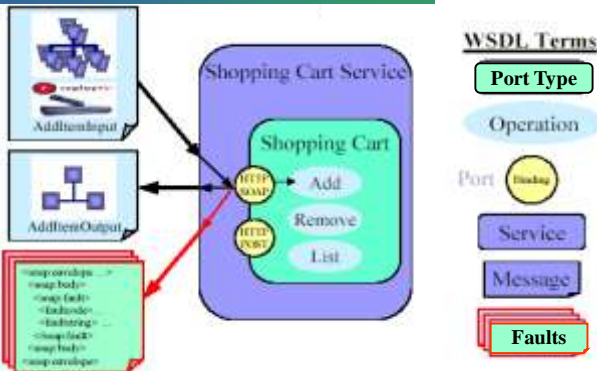 AddItemInput
AddItemOutput
<soap:envelope ...>
<soap:body>
<soap:fault>
<faultcode>...
<faultstring> ...
</soap:fault>
<soap:body>
<soap:envelope>
Shopping Cart Service
Shopping Cart
HTTP
SOAP
Add
Remove
HTTP
POST
List
WSDL Terms
Port Type
Operation
Port
Binding
Service
Message
Faults